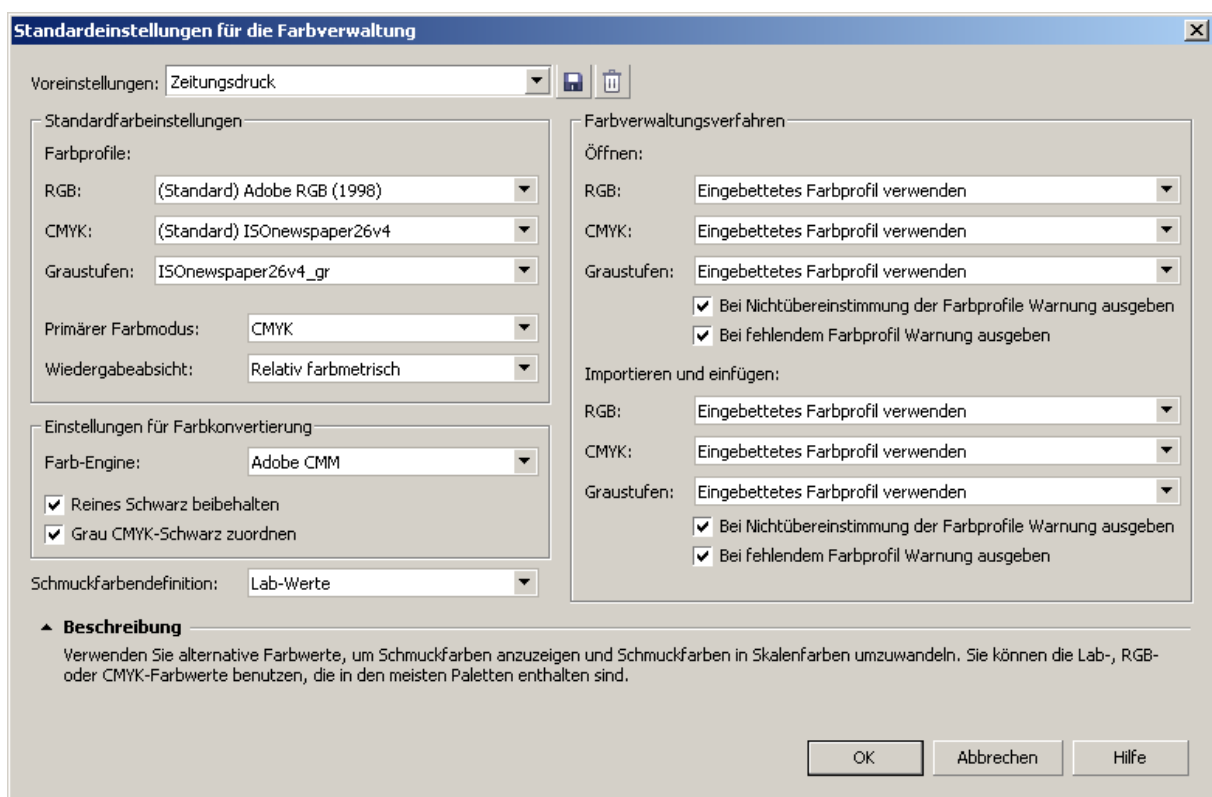 Standardeinstellungen für die Farbverwaltung
Voreinstellungen: Zeitungsdruck
Standardfarbeinstellungen
Farbprofile:
RGB: (Standard) Adobe RGB (1998)
CMYK: (Standard) ISOnewspaper26v4
Graustufen: ISOnewspaper26v4_gr
Primärer Farbmodus: CMYK
Wiedergabeabsicht: Relativ farbmetrisch
Einstellungen für Farbkonvertierung
Farb-Engine: Adobe CMM
Reines Schwarz beibehalten
Grau CMYK-Schwarz zuordnen
Schmuckfarbendefinition: Lab-Werte
Farbverwaltungsverfahren
Öffnen:
RGB: Eingebettetes Farbprofil verwenden
CMYK: Eingebettetes Farbprofil verwenden
Graustufen: Eingebettetes Farbprofil verwenden
Bei Nichtübereinstimmung der Farbprofile Warnung ausgeben
Bei fehlendem Farbprofil Warnung ausgeben
Importieren und einfügen:
RGB: Eingebettetes Farbprofil verwenden
CMYK: Eingebettetes Farbprofil verwenden
Graustufen: Eingebettetes Farbprofil verwenden
Bei Nichtübereinstimmung der Farbprofile Warnung ausgeben
Bei fehlendem Farbprofil Warnung ausgeben
Beschreibung
Verwenden Sie alternative Farbwerte, um Schmuckfarben anzuzeigen und Schmuckfarben in Skalenfarben umzuwandeln. Sie können die Lab-, RGB-
oder CMYK-Farbwerte benutzen, die in den meisten Paletten enthalten sind.
OK Abbrechen Hilfe